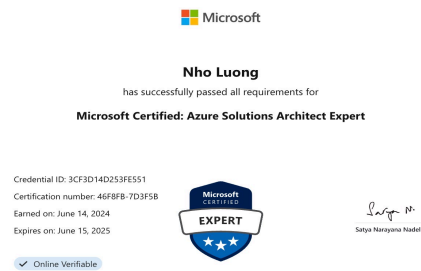 Microsoft
Nho Luong
has successfully passed all requirements for
Microsoft Certified: Azure Solutions Architect Expert
Credential ID: 3CF3D14D253FE551
Certification number: 46F8FB-7D3F5B
Earned on: June 14, 2024
Expires on: June 15, 2025
Online Verifiable
Microsoft
CERTIFIED
EXPERT
Satya N.
Satya Narayana Nadel